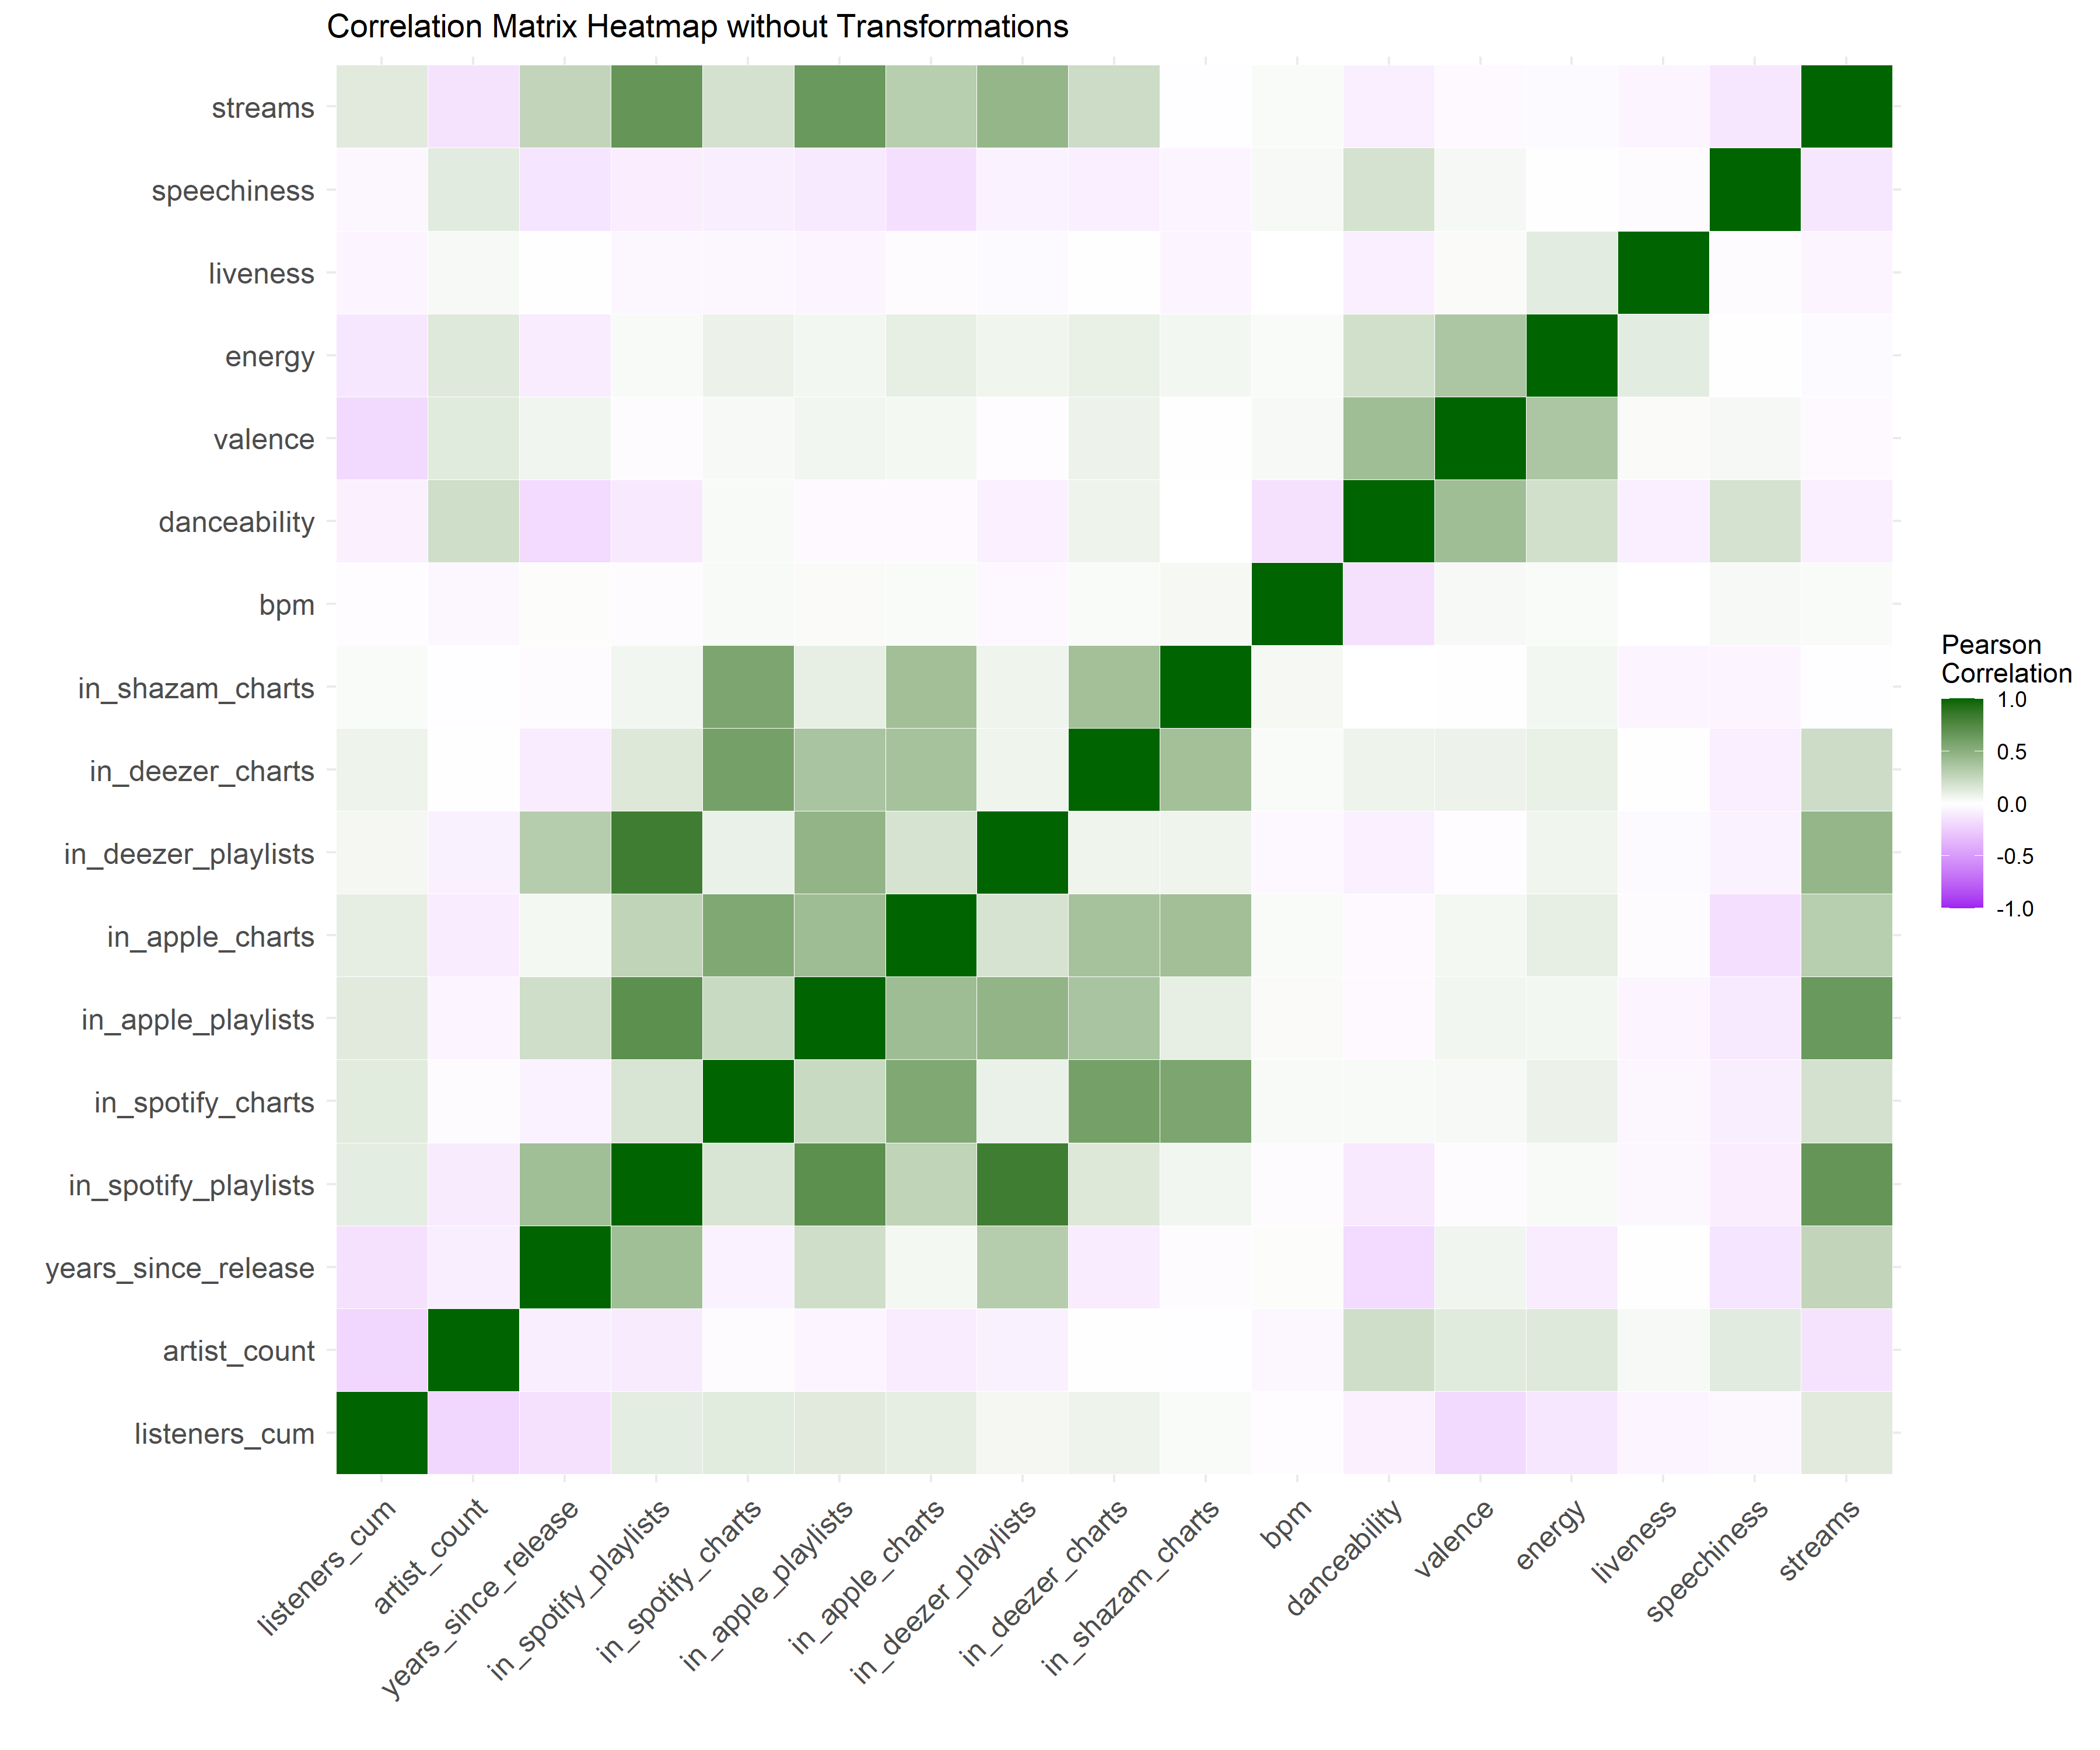 Correlation Matrix Heatmap without Transformations
streams
speechiness
liveness
energy
valence
danceability
bpm
in_shazam_charts
in_deezer_charts
in_deezer_playlists
in_apple_charts
in_apple_playlists
in_spotify_charts
in_spotify_playlists
years_since_release
artist_count
listeners_cum
listeners_cum
artist_count
years_since_release
in_spotify_playlists
in_spotify_charts
in_apple_playlists
in_apple_charts
in_deezer_playlists
in_deezer_charts
in_shazam_charts
bpm
danceability
valence
energy
liveness
speechiness
streams
Pearson
Correlation
1.0
0.5
0.0
-0.5
-1.0